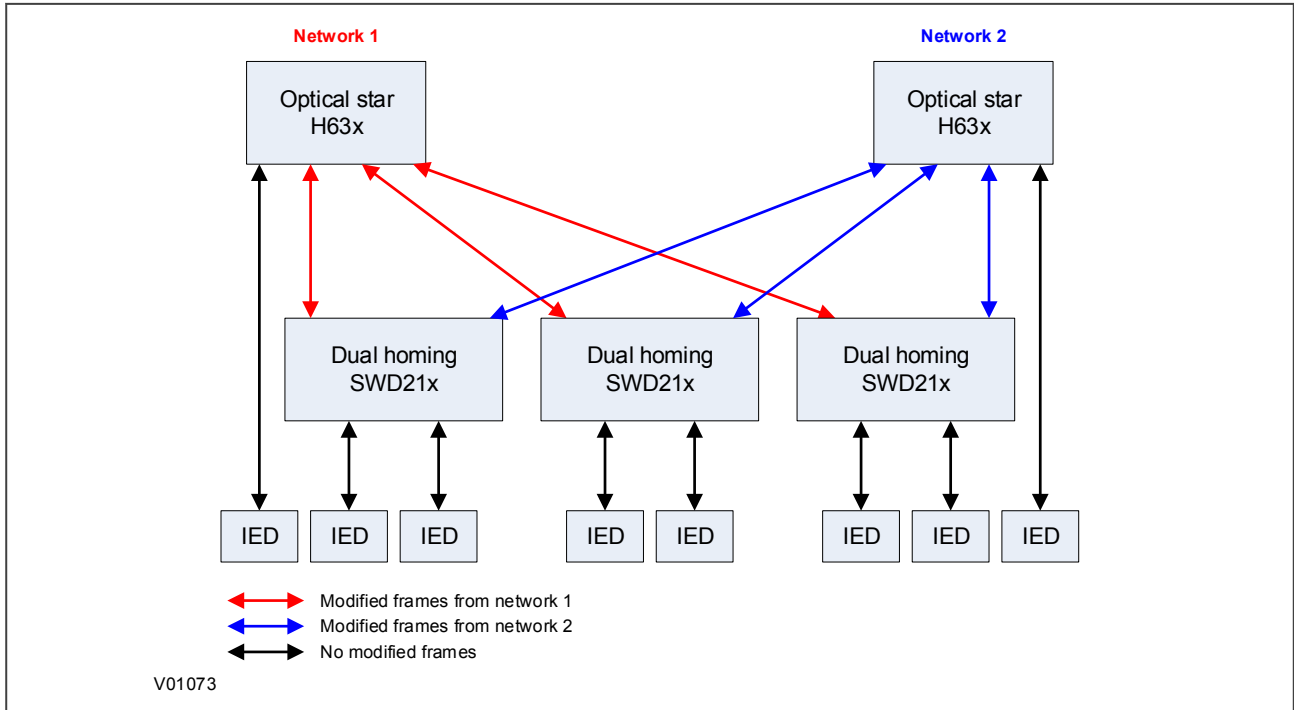 Network 1
Network 2
Optical star
H63x
Optical star
H63x
Dual homing
SWD21x
Dual homing
SWD21x
Dual homing
SWD21x
IED
IED
IED
IED
IED
IED
IED
IED
Modified frames from network 1
Modified frames from network 2
No modified frames
V01073